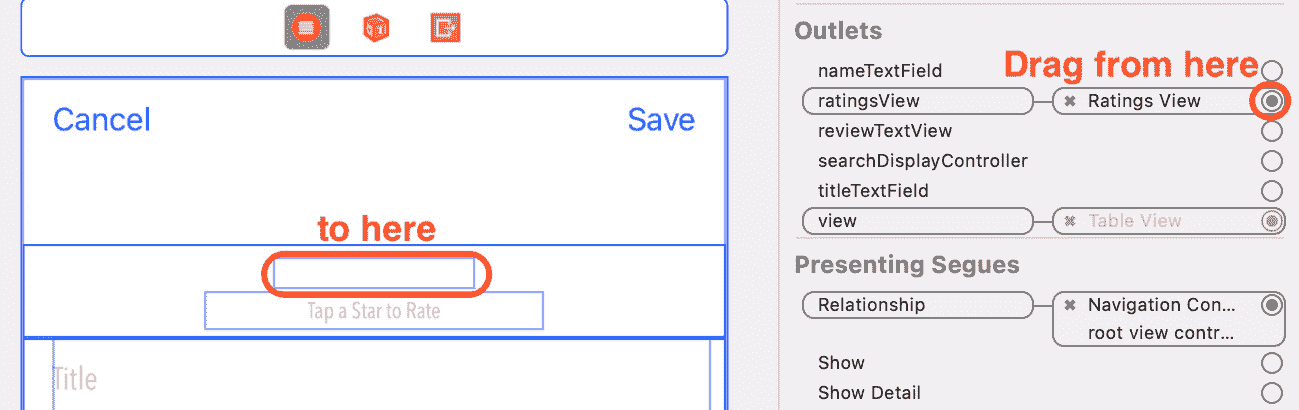 Cancel
Save
to here
Tap a Star to Rate
Title
Outlets
Drag from here
nameTextField
ratingsView
Ratings View
reviewTextView
searchDisplayController
titleTextField
view
Table View
Presenting Segues
Relationship
Navigation Con...
root view contr...
Show
Show Detail